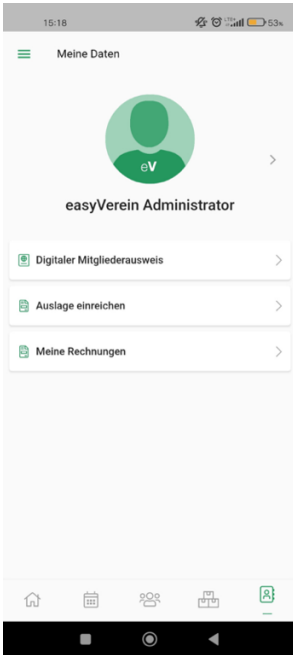 15:18
53%
Meine Daten
eV
easyVerein Administrator
Digitaler Mitgliederausweis
Auslage einreichen
Meine Rechnungen